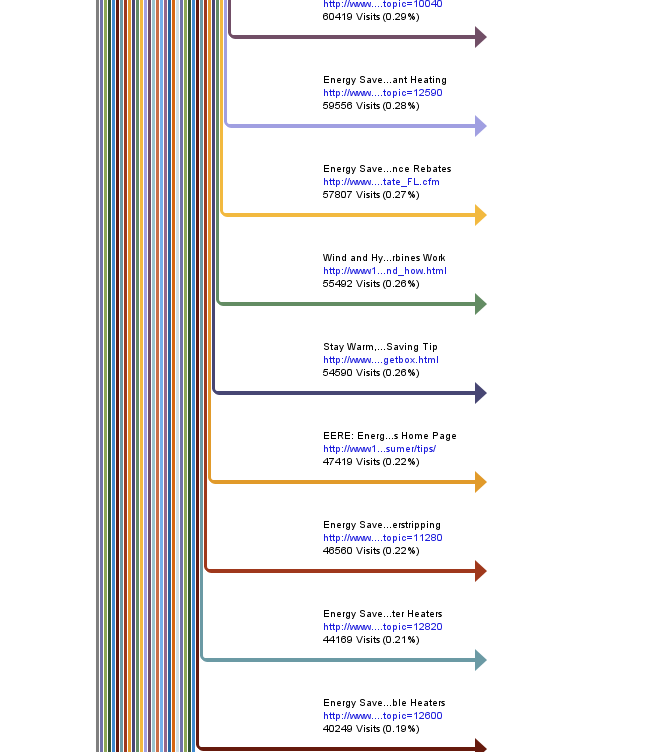 http://www....topic=10040
60419 Visits (0.29%)
Energy Save...ant Heating
http://www....topic=12590
59556 Visits (0.28%)
Energy Save...nce Rebates
http://www....tate_FL.cfm
57807 Visits (0.27%)
Wind and Hy...rbines Work
http://www1...nd_how.html
55492 Visits (0.26%)
Stay Warm,...Saving Tip
http://www....getbox.html
54590 Visits (0.26%)
EERE: Energ...s Home Page
http://www1...sumer/tips/
47419 Visits (0.22%)
Energy Save...erstripping
http://www....topic=11280
46560 Visits (0.22%)
Energy Save...ter Heaters
http://www....topic=12820
44169 Visits (0.21%)
Energy Save...ble Heaters
http://www....topic=12600
40249 Visits (0.19%)